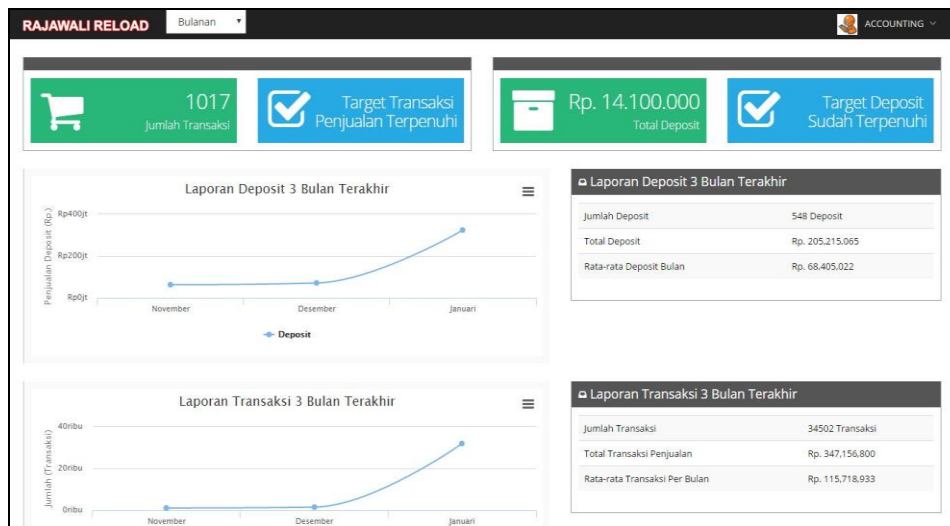 RAJAWALI RELOAD
Bulanan
ACCOUNTING
1017
Jumlah Transaksi
Target Transaksi
Penjualan Terpenuhi
Rp. 14.100.000
Total Deposit
Target Deposit
Sudah Terpenuhi
Laporan Deposit 3 Bulan Terakhir
Penjualan Deposit (Rp.)
Rp400jt
Rp200jt
Rp0jt
November Desember Januari
Deposit
Laporan Deposit 3 Bulan Terakhir
Jumlah Deposit 548 Deposit
Total Deposit Rp. 205.215.065
Rata-rata Deposit Bulan Rp. 68.405.022
Laporan Transaksi 3 Bulan Terakhir
Jumlah (Transaksi)
40ribu
20ribu
0ribu
November Desember Januari
Laporan Transaksi 3 Bulan Terakhir
Jumlah Transaksi 34502 Transaksi
Total Transaksi Penjualan Rp. 347,156,800
Rata-rata Transaksi Per Bulan Rp. 115,718,933